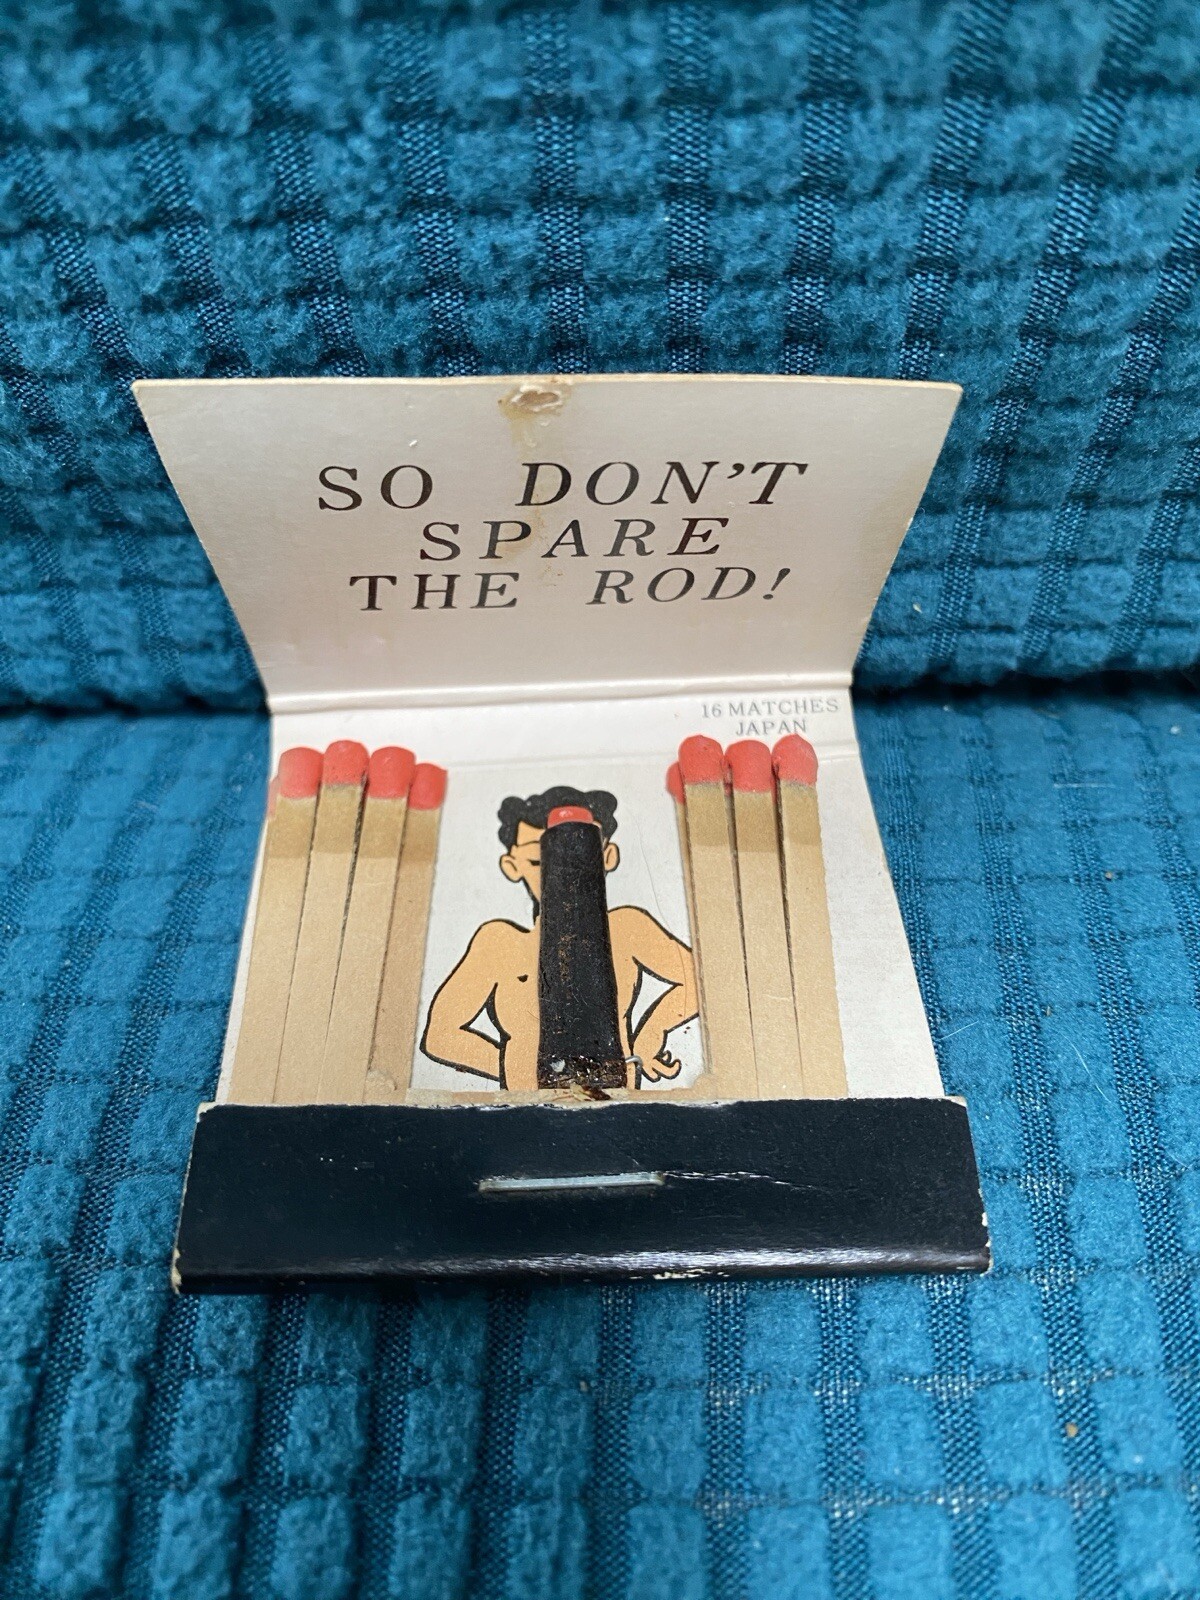 SO DON'T
SPARE
THE ROD!
16 MATCHES
JAPAN